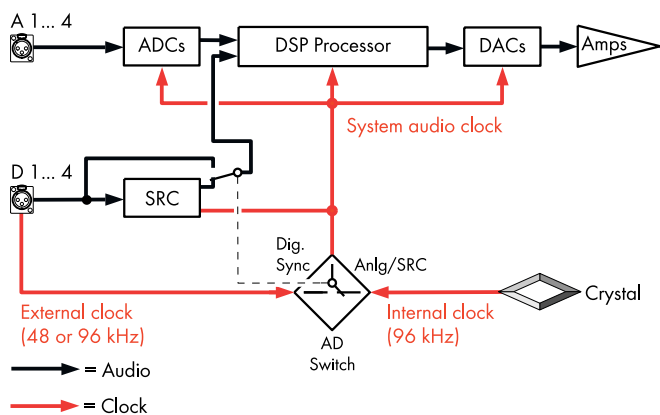 A 1... 4
ADCs
DSP Processor
DACs
Amps
System audio clock
D 1... 4
SRC
Dig.
Sync
Anlg/SRC
External clock
(48 or 96 kHz)
Internal clock
(96 kHz)
Crystal
AD
Switch
= Audio
= Clock